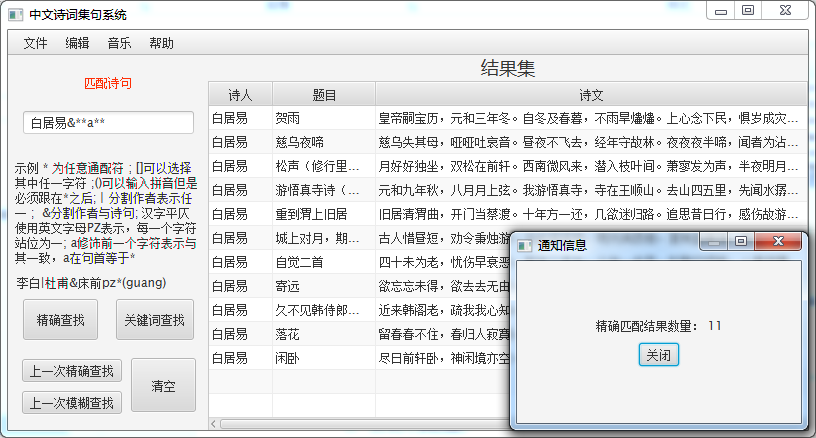 中文诗词集句系统
文件 编辑 音乐 帮助
匹配诗句
白居易&**a**
示例 * 为任意通配符 ; []可以选择
其中任一字符 ;()可以输入拼音但是
必须跟在*之后; | 分割作者表示任
一 ； &分割作者与诗句; 汉字平仄
使用英文字母PZ表示，每一个字符
站位为一; a修饰前一个字符表示与
其一致，a在句首等于*
李白|杜甫&床前pz*(guang)
精确查找 关键词查找
上一次精确查找
上一次模糊查找
清空
结果集
诗人 题目 诗文
白居易 贺雨 皇帝嗣宝历，元和三年冬。自冬及春暮，不雨旱爞爞。上心念下民，惧岁成灾...
白居易 慈乌夜啼 慈乌失其母，哑哑吐哀音。昼夜不飞去，经年守故林。夜夜夜半啼，闻者为沾...
白居易 松声（修行里... 月好好独坐，双松在前轩。西南微风来，潜入枝叶间。萧寥发为声，半夜明月...
白居易 游悟真寺诗（... 元和九年秋，八月月上弦。我游悟真寺，寺在王顺山。去山四五里，先闻水潺...
白居易 重到渭上旧居 旧居清渭曲，开门当蔡渡。十年方一还，几欲迷归路。追思昔日行，感伤故游...
白居易 城上对月，期... 古人惜昼短，劝令秉烛游
白居易 自觉二首 四十未为老，忧伤早衰恶
白居易 寄远 欲忘忘未得，欲去去无由
白居易 久不见韩侍郎... 近来韩阁老，疏我我心知
白居易 落花 留春春不住，春归人寂寞
白居易 闲卧 尽日前轩卧，神闲境亦空
通知信息
精确匹配结果数量： 11
关闭